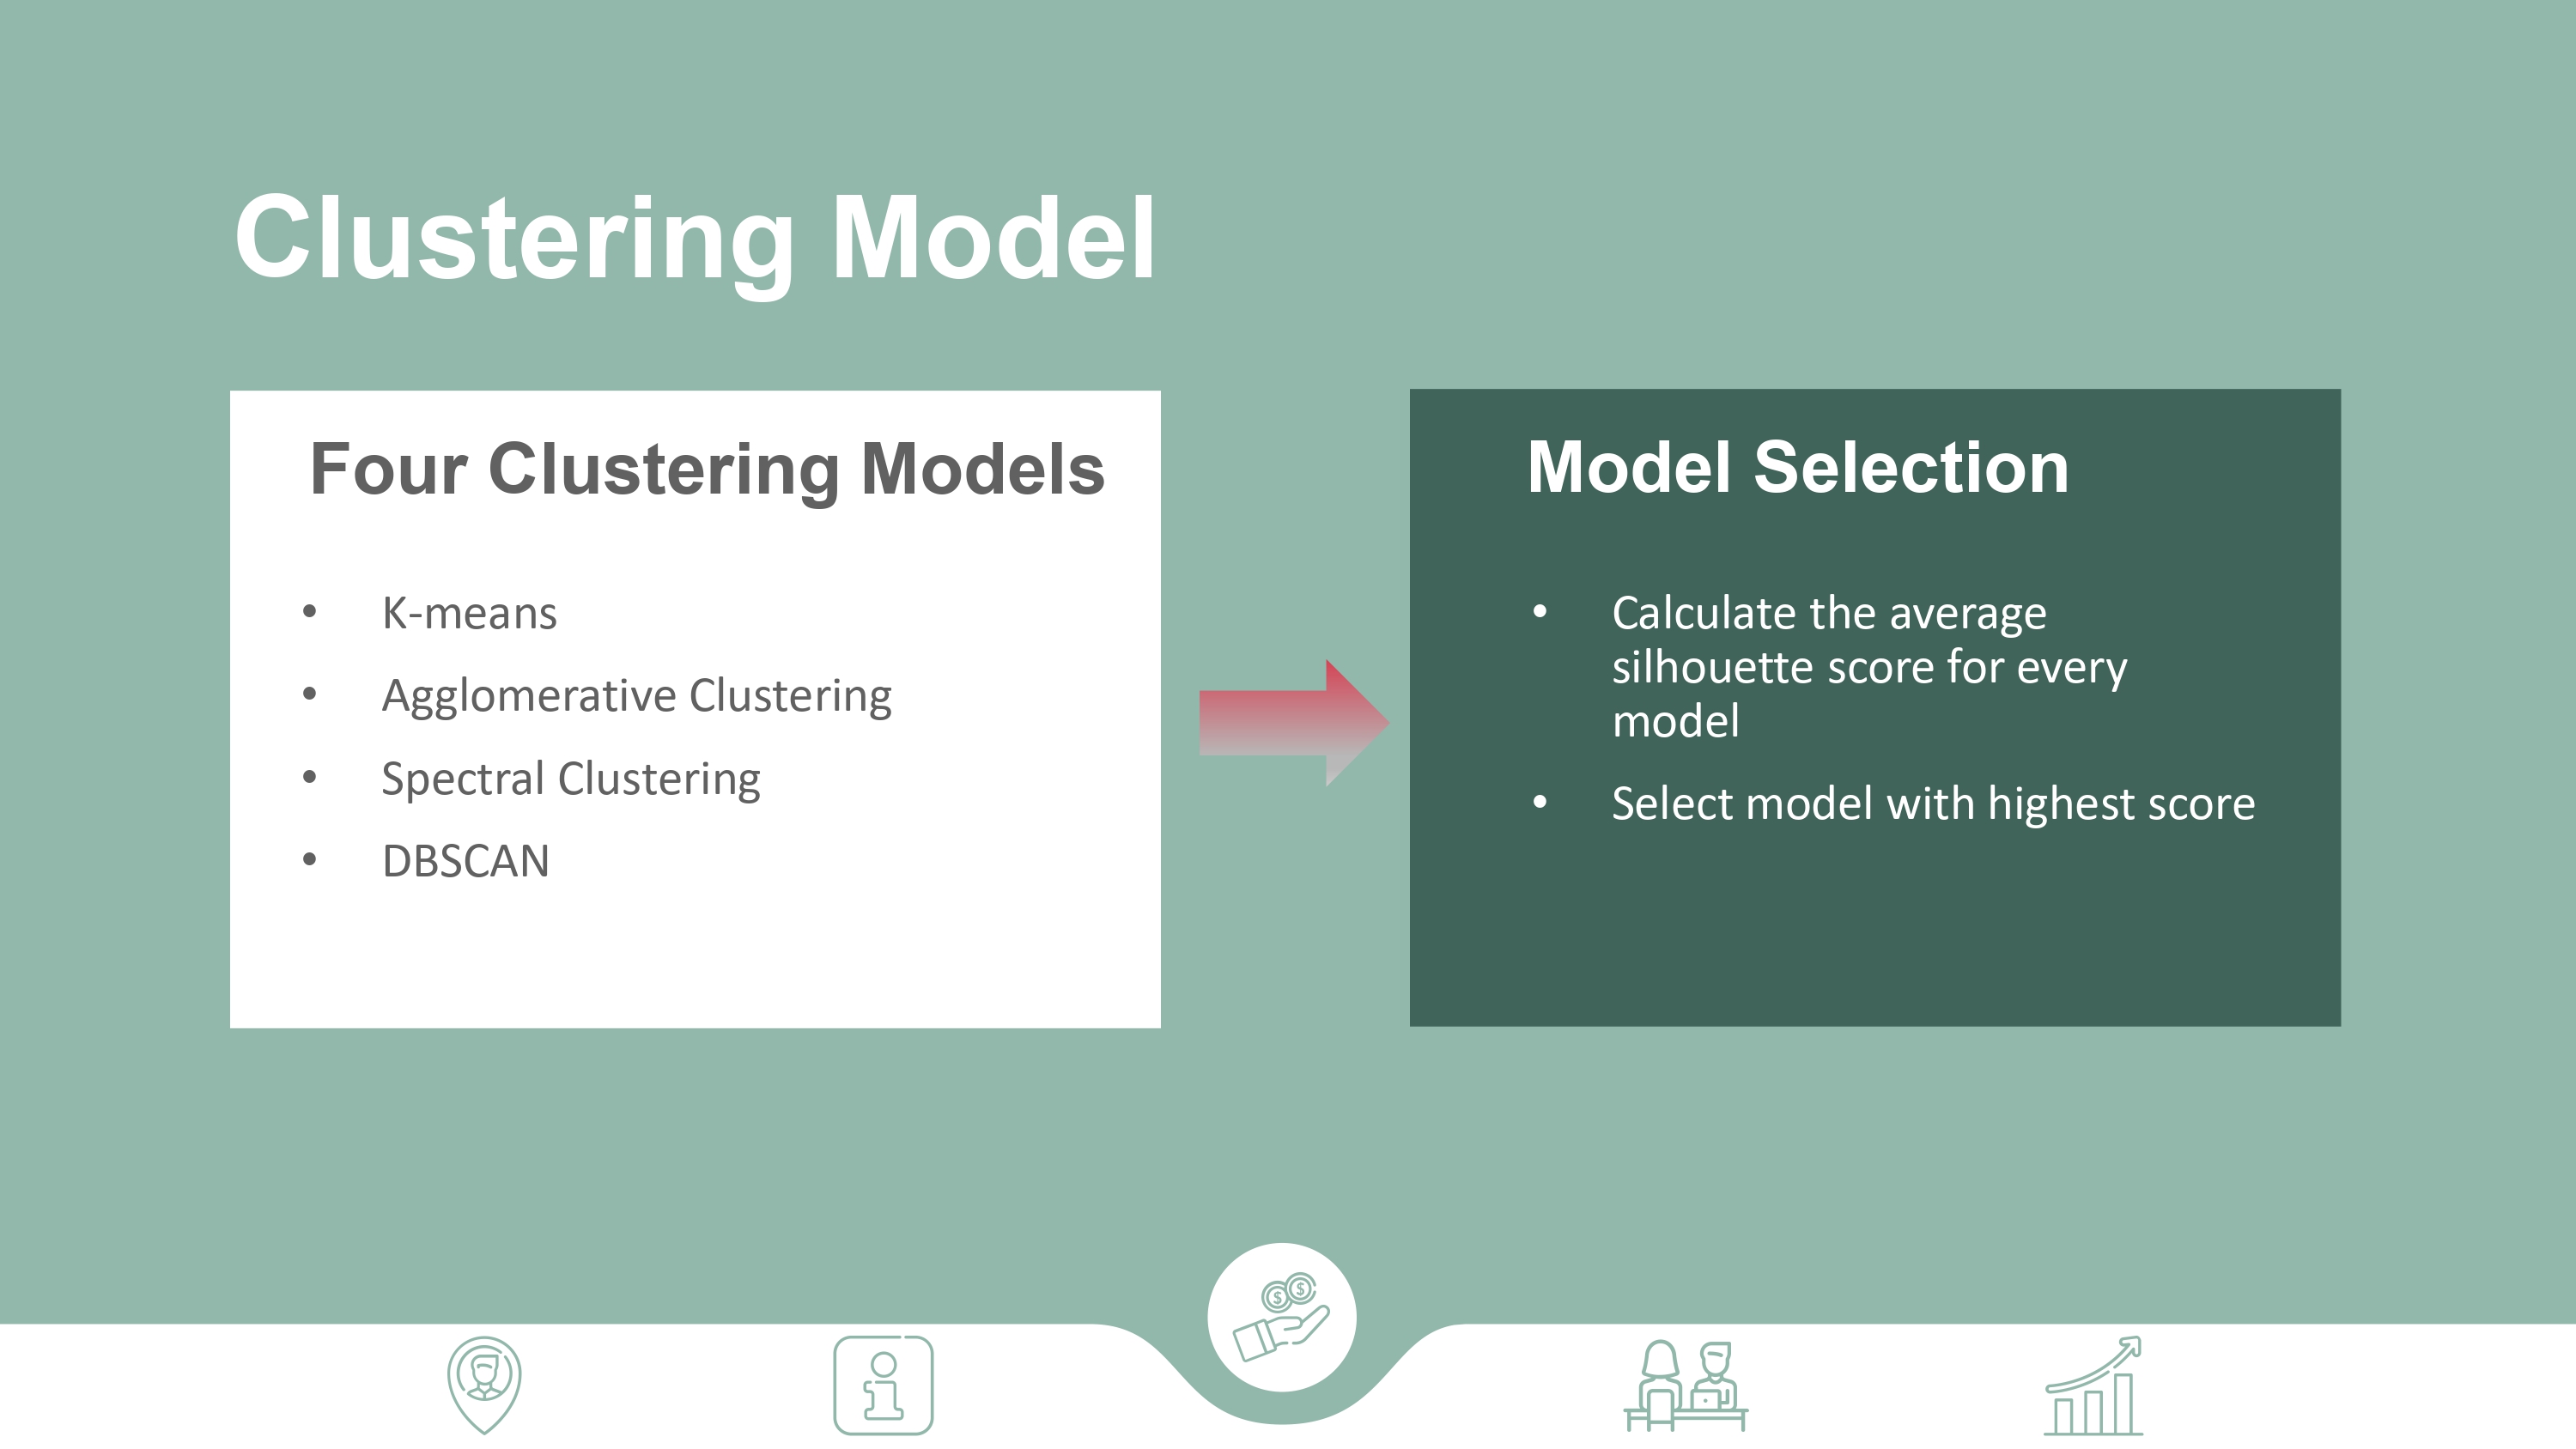 Clustering Model
Four Clustering Models
• K-means
• Agglomerative Clustering
• Spectral Clustering
• DBSCAN
Model Selection
• Calculate the average
silhouette score for every
model
• Select model with highest score
$ $